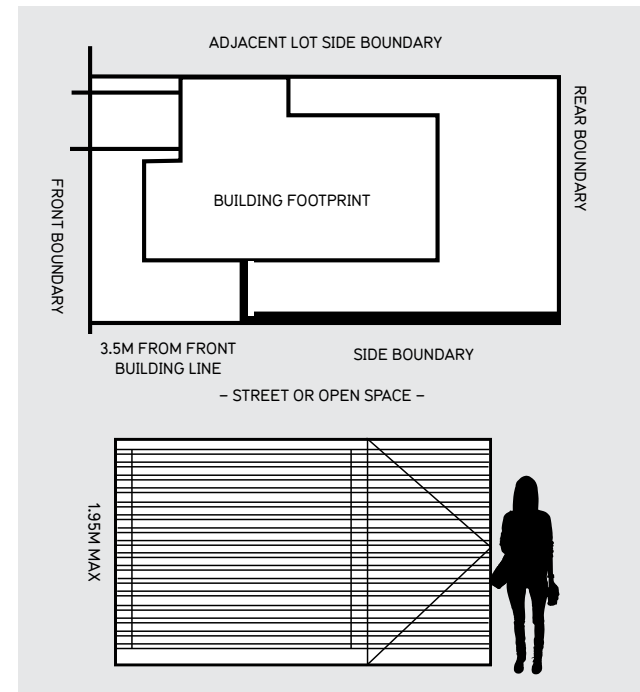 ADJACENT LOT SIDE BOUNDARY
REAR BOUNDARY
BUILDING FOOTPRINT
FRONT BOUNDARY
3.5M FROM FRONT
BUILDING LINE
SIDE BOUNDARY
– STREET OR OPEN SPACE –
1.95M MAX